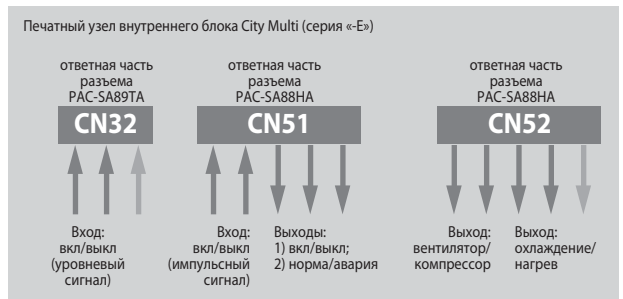 Печатный узел внутреннего блока City Multi (серия «-E»)
ответная часть
разъема
PAC-SA89TA
CN32
Вход:
вкл/выкл
(уровневый
сигнал)
ответная часть
разъема
PAC-SA88HA
CN51
Вход:
вкл/выкл
(импульсный
сигнал)
Выходы:
1) вкл/выкл;
2) норма/авария
ответная часть
разъема
PAC-SA88HA
CN52
Выход:
вентилятор/
компрессор
Выход:
охлаждение/
нагрев